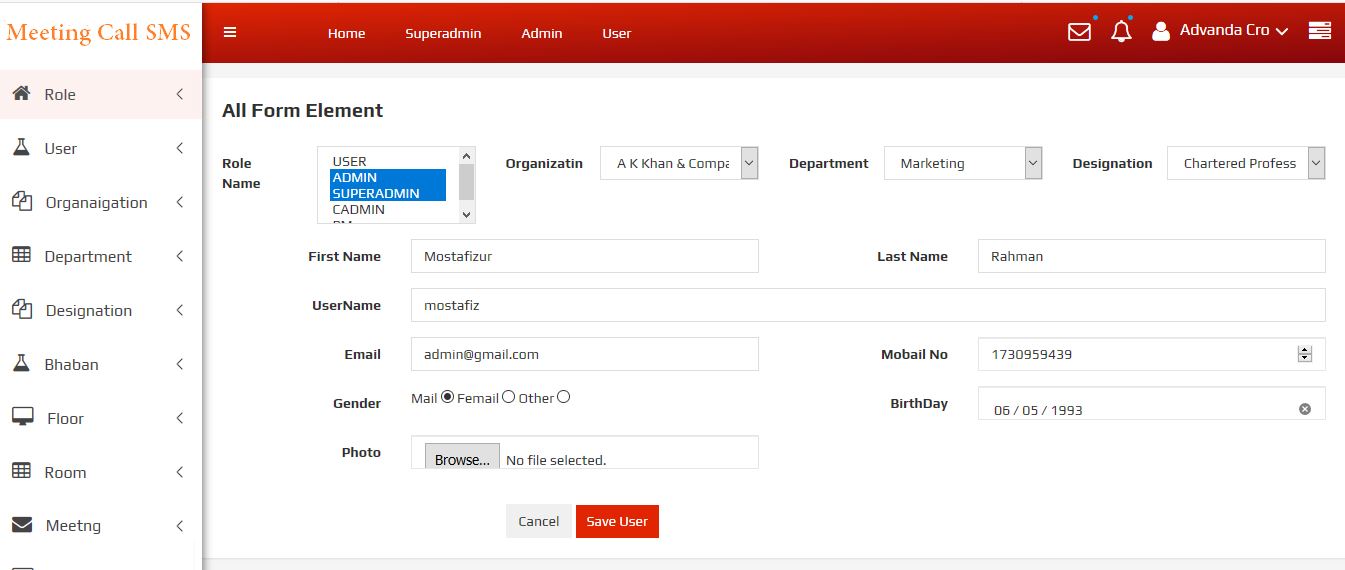 Meeting Call SMS
Home Superadmin Admin User Advanda Cro
Role
User
Organaigation
Department
Designation
Bhaban
Floor
Room
Meetng
All Form Element
Role Name
USER
ADMIN
SUPERADMIN
CADMIN
Organizatin A K Khan & Compa
Department Marketing
Designation Chartered Profess
First Name Mostafizur
Last Name Rahman
UserName mostafiz
Email admin@gmail.com
Mobail No 1730959439
Gender Mail Femail Other
BirthDay 06 / 05 / 1993
Photo Browse... No file selected.
Cancel Save User